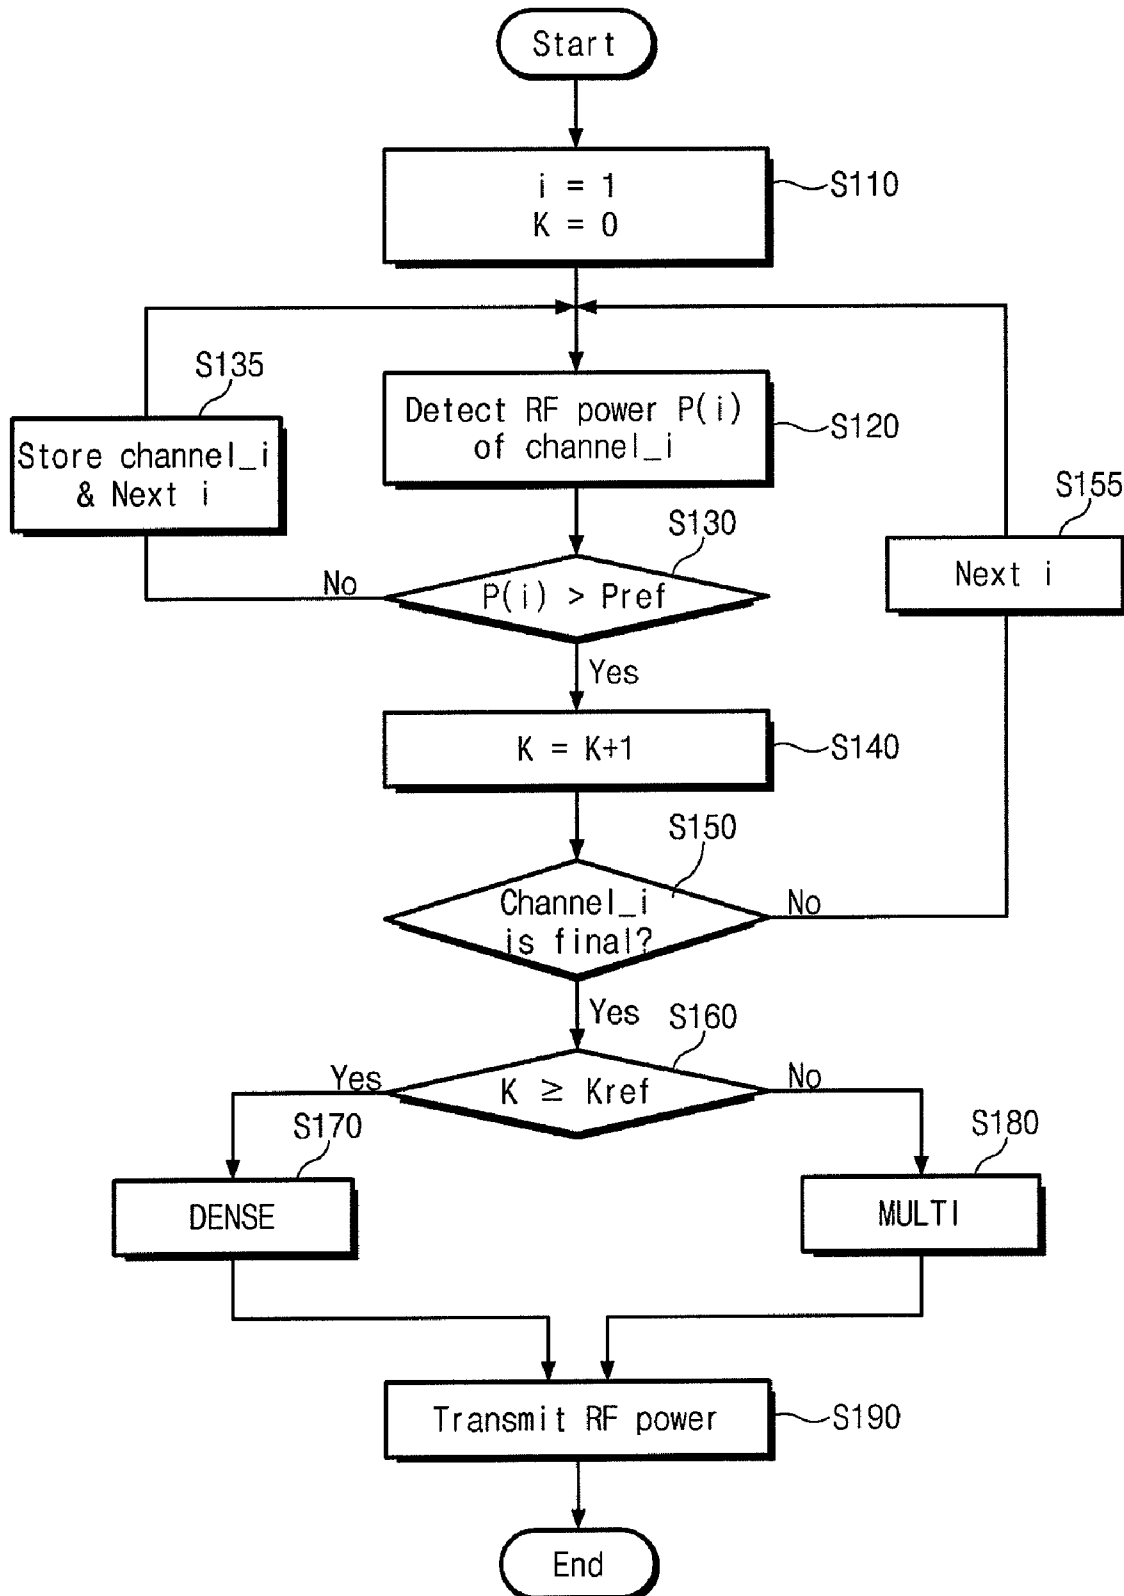 Start
i = 1
K = 0
S110
S135
Store channel_i
& Next i
Detect RF power P(i)
of channel_i
S120
S155
Next i
S130
No
P(i) > Pref
Yes
K = K+1
S140
S150
Channel_i
is final?
No
Yes
S160
Yes
K ≥ Kref
No
S170
DENSE
S180
MULTI
Transmit RF power
S190
End